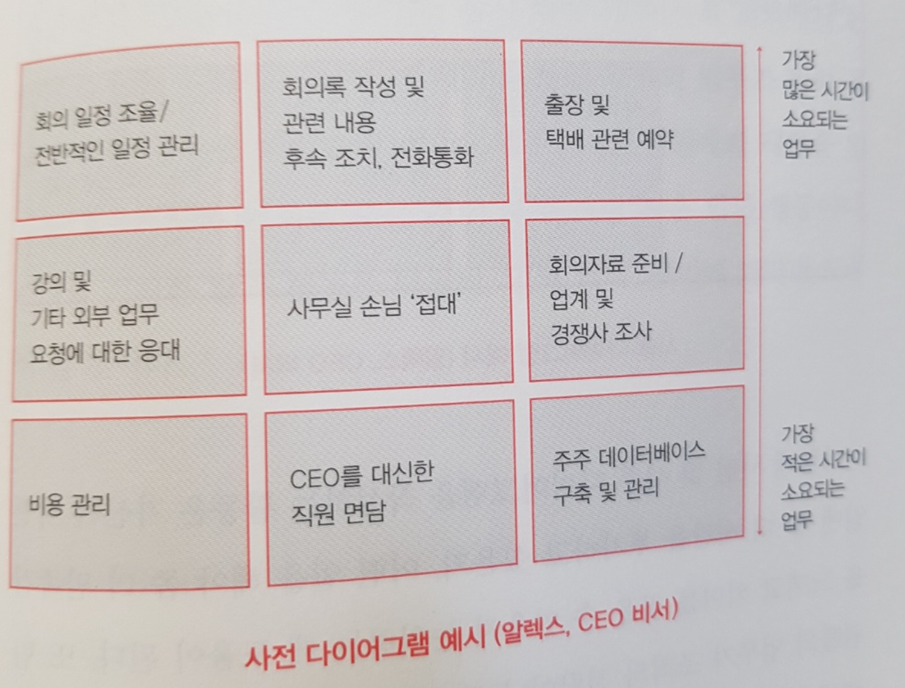 회의 일정 조율/
전반적인 일정 관리
회의록 작성 및
관련 내용
후속 조치, 전화통화
출장 및
택배 관련 예약
가장
많은 시간이
소요되는
업무
강의 및
기타 외부 업무
요청에 대한 응대
사무실 손님 ‘접대’
회의자료 준비 /
업계 및
경쟁사 조사
비용 관리
CEO를 대신한
직원 면담
주주 데이터베이스
구축 및 관리
가장
적은 시간이
소요되는
업무
사전 다이어그램 예시 (알렉스, CEO 비서)